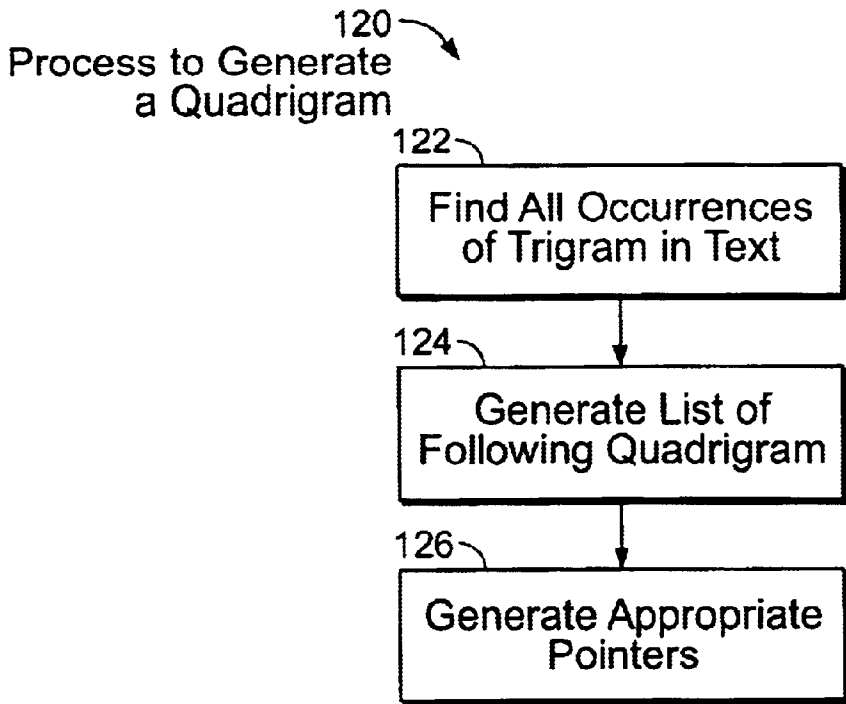 120
Process to Generate
a Quadrigram
122
Find All Occurrences
of Trigram in Text
124
Generate List of
Following Quadrigram
126
Generate Appropriate
Pointers